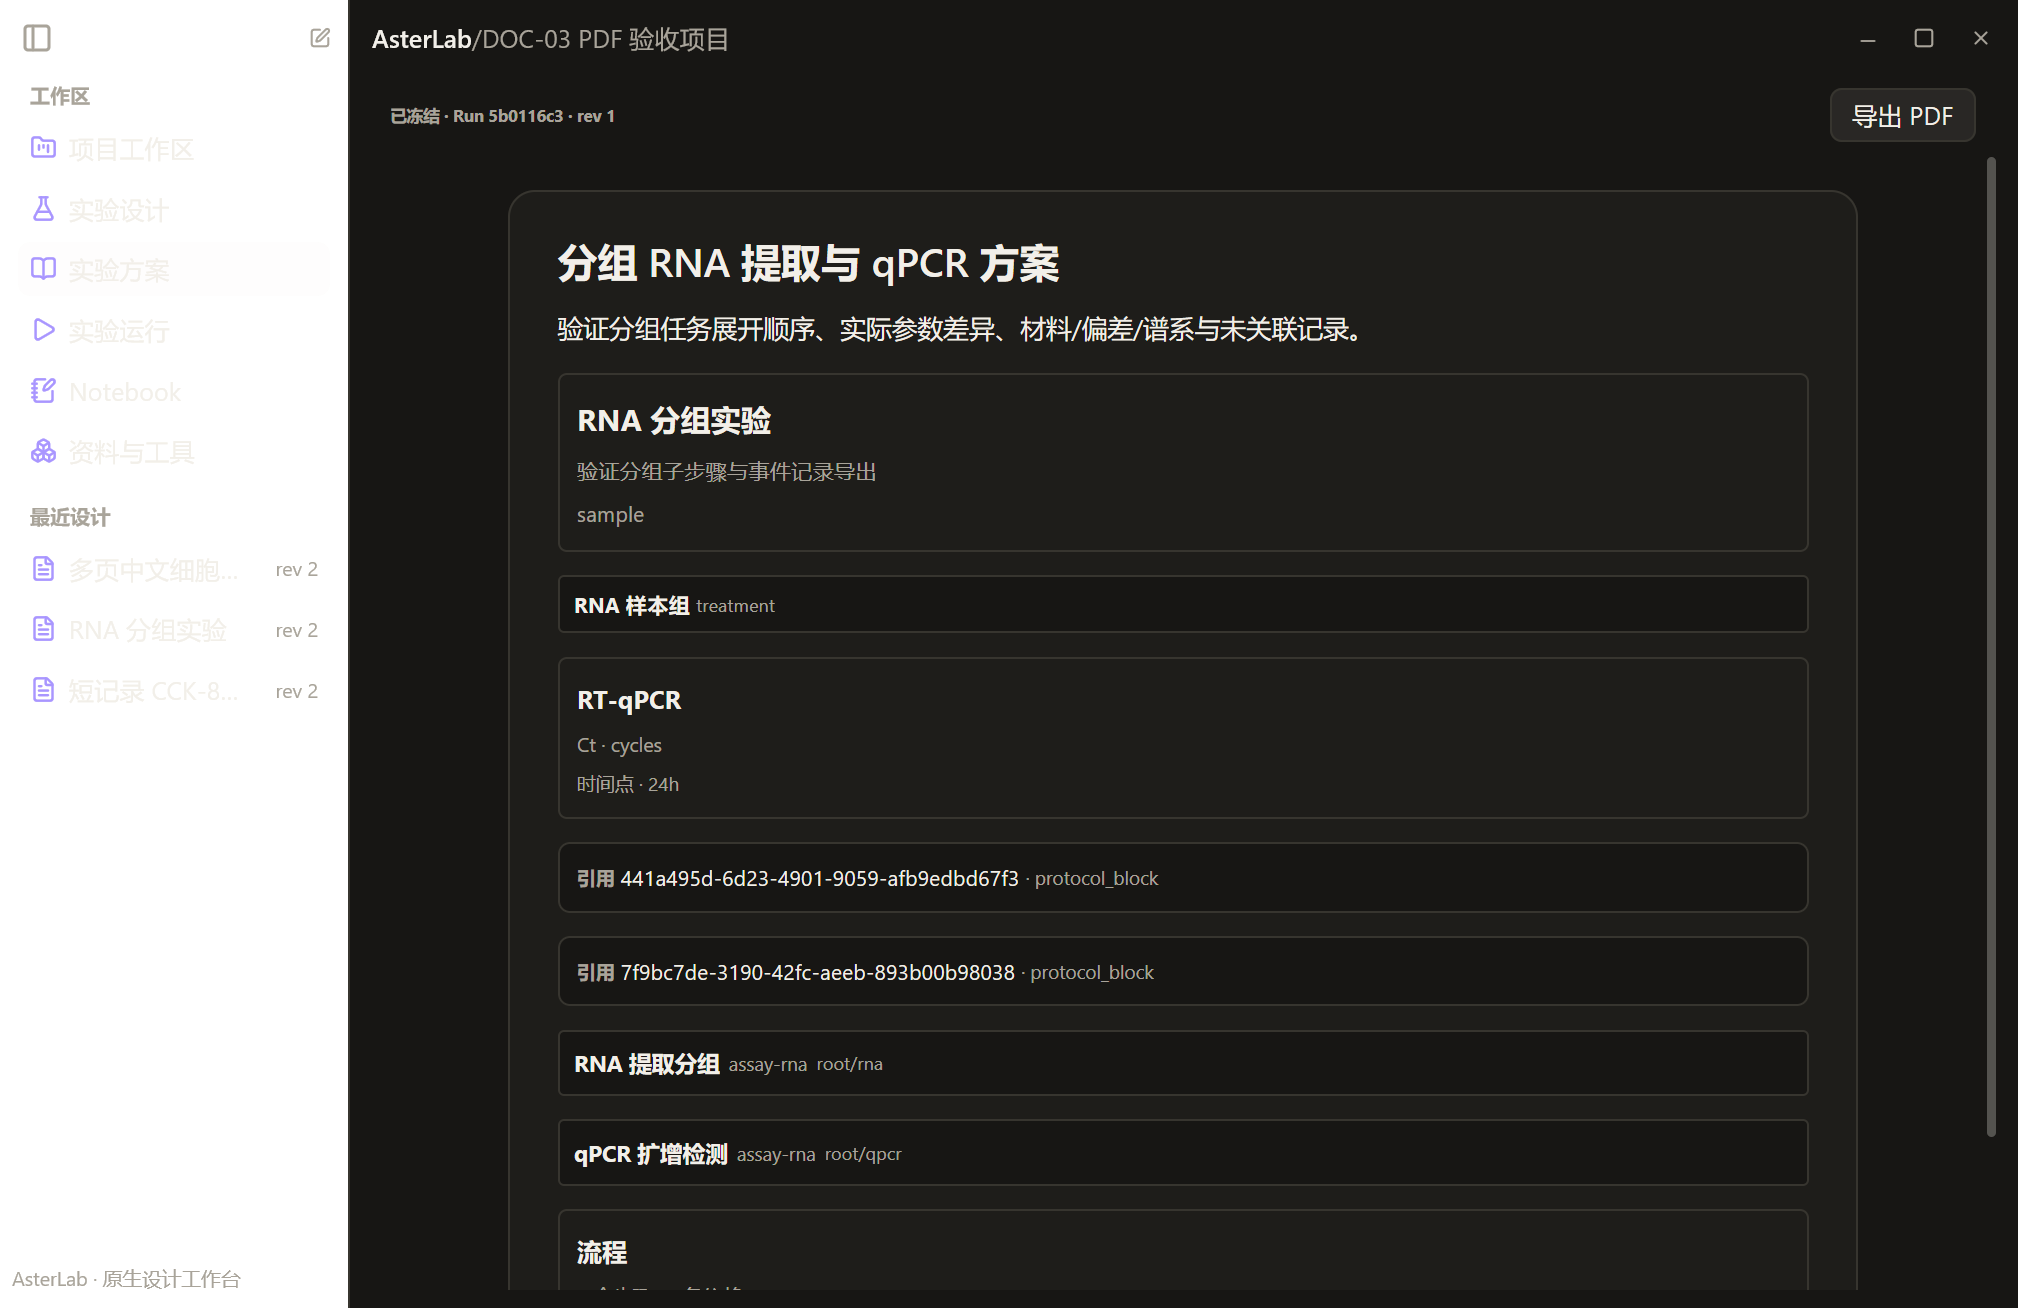 AsterLab/DOC-03 PDF 验收项目
工作区
项目工作区
实验设计
实验方案
实验运行
Notebook
资料与工具
最近设计
多页中文细胞... rev 2
RNA 分组实验 rev 2
短记录 CCK-8... rev 2
AsterLab · 原生设计工作台
已冻结 · Run 5b0116c3 · rev 1
导出 PDF
分组 RNA 提取与 qPCR 方案
验证分组任务展开顺序、实际参数差异、材料/偏差/谱系与未关联记录。
RNA 分组实验
验证分组子步骤与事件记录导出
sample
RNA 样本组 treatment
RT-qPCR
Ct · cycles
时间点 · 24h
引用 441a495d-6d23-4901-9059-afb9edbd67f3 · protocol_block
引用 7f9bc7de-3190-42fc-aeeb-893b00b98038 · protocol_block
RNA 提取分组 assay-rna root/rna
qPCR 扩增检测 assay-rna root/qpcr
流程